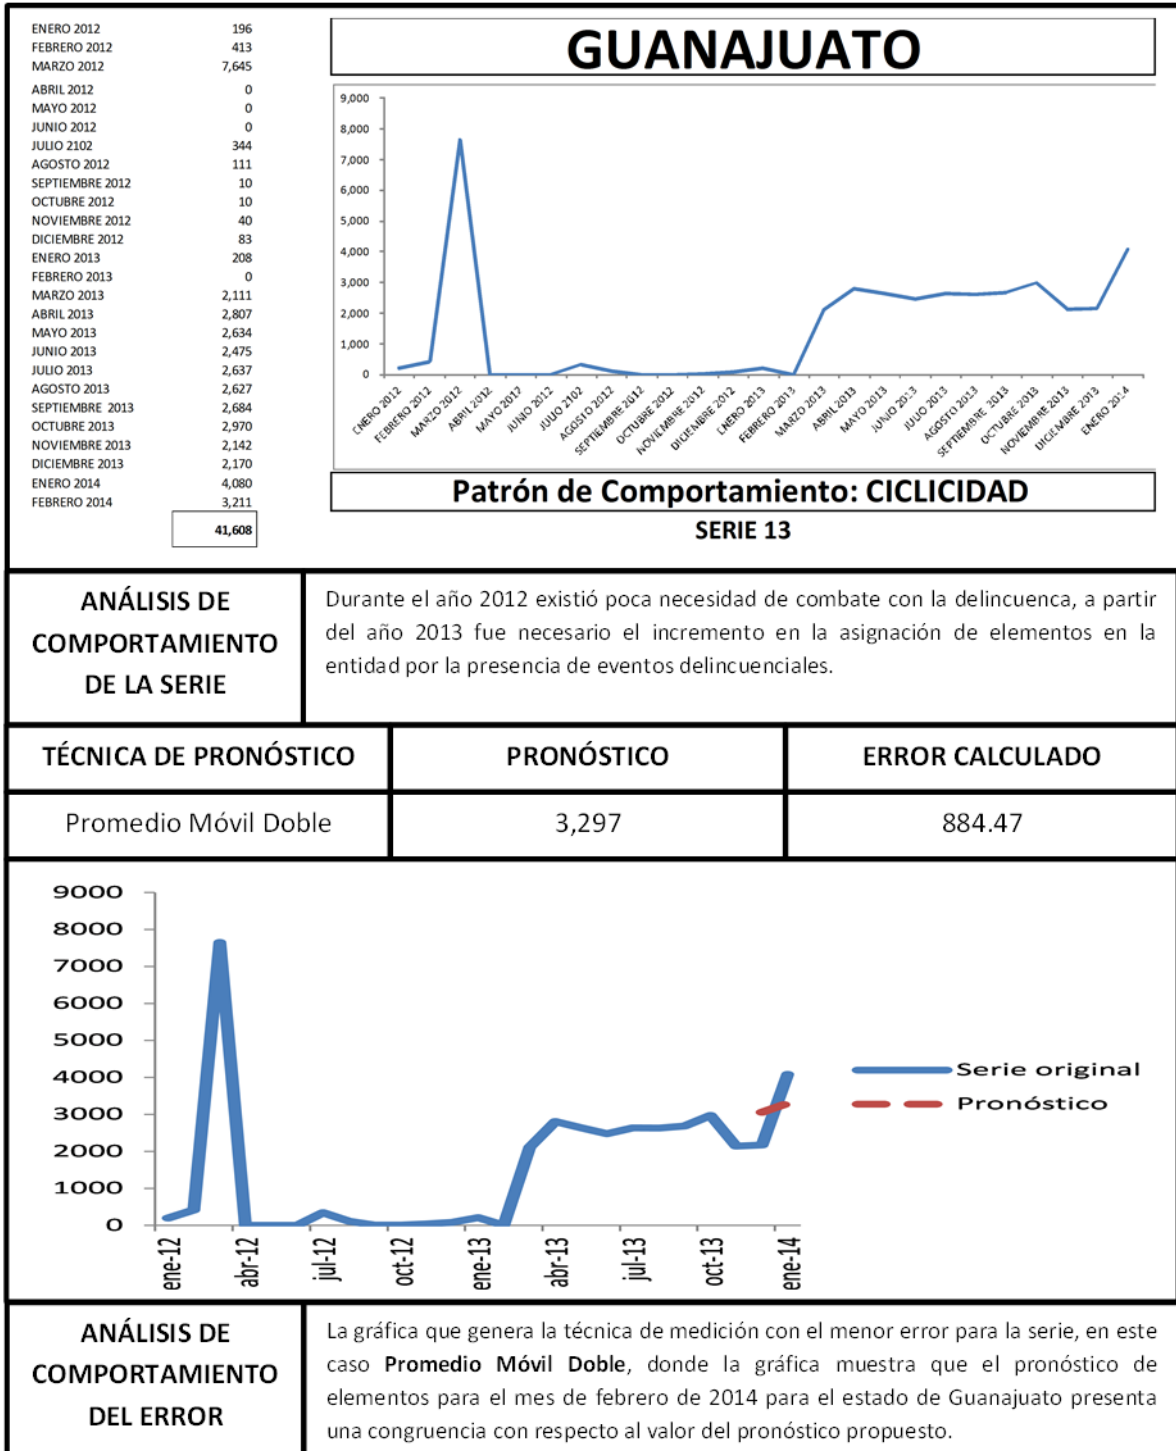 ENERO 2012 196
FEBRERO 2012 413
MARZO 2012 7,645
ABRIL 2012 0
MAYO 2012 0
JUNIO 2012 0
JULIO 2102 344
AGOSTO 2012 111
SEPTIEMBRE 2012 10
OCTUBRE 2012 10
NOVIEMBRE 2012 40
DICIEMBRE 2012 83
ENERO 2013 208
FEBRERO 2013 0
MARZO 2013 2,111
ABRIL 2013 2,807
MAYO 2013 2,634
JUNIO 2013 2,475
JULIO 2013 2,637
AGOSTO 2013 2,627
SEPTIEMBRE 2013 2,684
OCTUBRE 2013 2,970
NOVIEMBRE 2013 2,142
DICIEMBRE 2013 2,170
ENERO 2014 4,080
FEBRERO 2014 3,211
41,608
GUANAJUATO
9,000
8,000
7,000
6,000
5,000
4,000
3,000
2,000
1,000
0
ENERO 2012
FEBRERO 2012
MARZO 2012
ABRIL 2012
MAYO 2012
JUNIO 2012
JULIO 2102
AGOSTO 2012
SEPTIEMBRE 2012
OCTUBRE 2012
NOVIEMBRE 2012
DICIEMBRE 2012
ENERO 2013
FEBRERO 2013
MARZO 2013
ABRIL 2013
MAYO 2013
JUNIO 2013
JULIO 2013
AGOSTO 2013
SEPTIEMBRE 2013
OCTUBRE 2013
NOVIEMBRE 2013
DICIEMBRE 2013
ENERO 2014
Patrón de Comportamiento: CICLICIDAD
SERIE 13
ANÁLISIS DE
COMPORTAMIENTO
DE LA SERIE
Durante el año 2012 existió poca necesidad de combate con la delincuenca, a partir
del año 2013 fue necesario el incremento en la asignación de elementos en la
entidad por la presencia de eventos delincuenciales.
TÉCNICA DE PRONÓSTICO PRONÓSTICO ERROR CALCULADO
Promedio Móvil Doble 3,297 884.47
9000
8000
7000
6000
5000
4000
3000
2000
1000
0
ene-12
abr-12
jul-12
oct-12
ene-13
abr-13
jul-13
oct-13
ene-14
Serie original
Pronóstico
ANÁLISIS DE
COMPORTAMIENTO
DEL ERROR
La gráfica que genera la técnica de medición con el menor error para la serie, en este
caso Promedio Móvil Doble, donde la gráfica muestra que el pronóstico de
elementos para el mes de febrero de 2014 para el estado de Guanajuato presenta
una congruencia con respecto al valor del pronóstico propuesto.